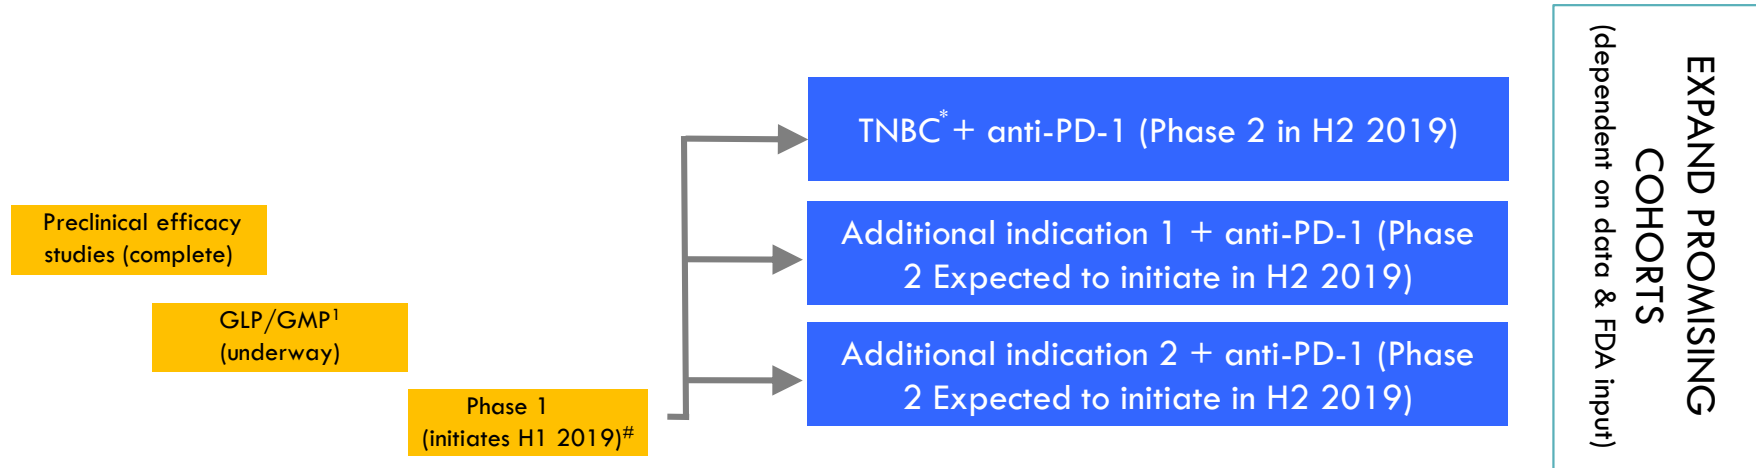 TNBC* + anti-PD-1 (Phase 2 in H2 2019)
Preclinical efficacy
studies (complete)
Additional indication 1 + anti-PD-1 (Phase
2 Expected to initiate in H2 2019)
GLP/GMP¹
(underway)
Additional indication 2 + anti-PD-1 (Phase
2 Expected to initiate in H2 2019)
Phase 1
(initiates H1 2019)#
EXPAND PROMISING
COHORTS
(dependent on data & FDA input)